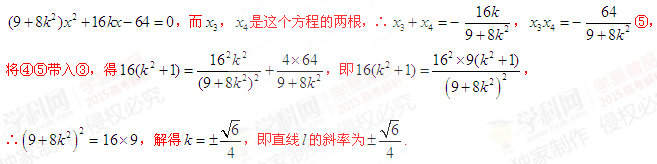 (9+8k²)x²+16kx-64=0，而 x₃，x₄是这个方程的两根，∴ x₃+x₄=-16k/(9+8k²)，x₃x₄=-64/(9+8k²)⑤，
将④⑤带入③，得16(k²+1)=16²k²/(9+8k²)²+4×64/(9+8k²)，即16(k²+1)=16²×9(k²+1)/(9+8k²)²，
∴(9+8k²)²=16×9，解得k=±√6/4，即直线l的斜率为±√6/4.